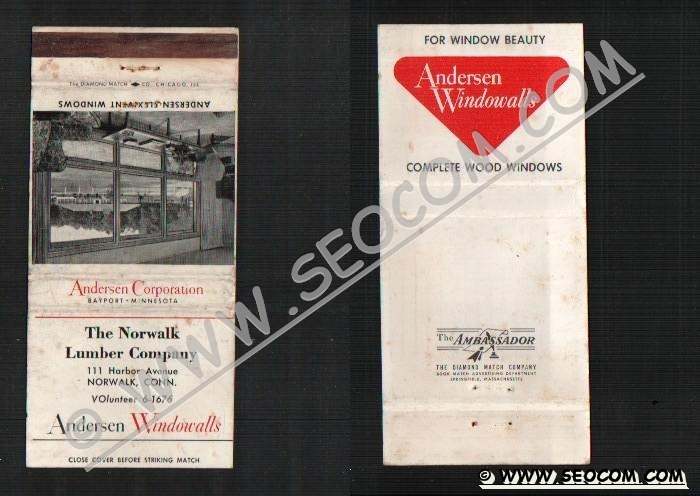 The DIAMOND MATCH CO. CHICAGO, ILL
ANDERSEN FLEXIVENT WINDOWS
Andersen Corporation
BAYPORT - MINNESOTA
The Norwalk
Lumber Company
111 Harbor Avenue
NORWALK, CONN.
VOlunteer 6-1676
Andersen Windowalls
CLOSE COVER BEFORE STRIKING MATCH
FOR WINDOW BEAUTY
Andersen
Windowalls
COMPLETE WOOD WINDOWS
The AMBASSADOR
THE DIAMOND MATCH COMPANY
BOOK MATCH ADVERTISING DEPARTMENT
SPRINGFIELD, MASSACHUSETTS
© WWW.SEOCOM.COM
© WWW.SEOCOM.COM